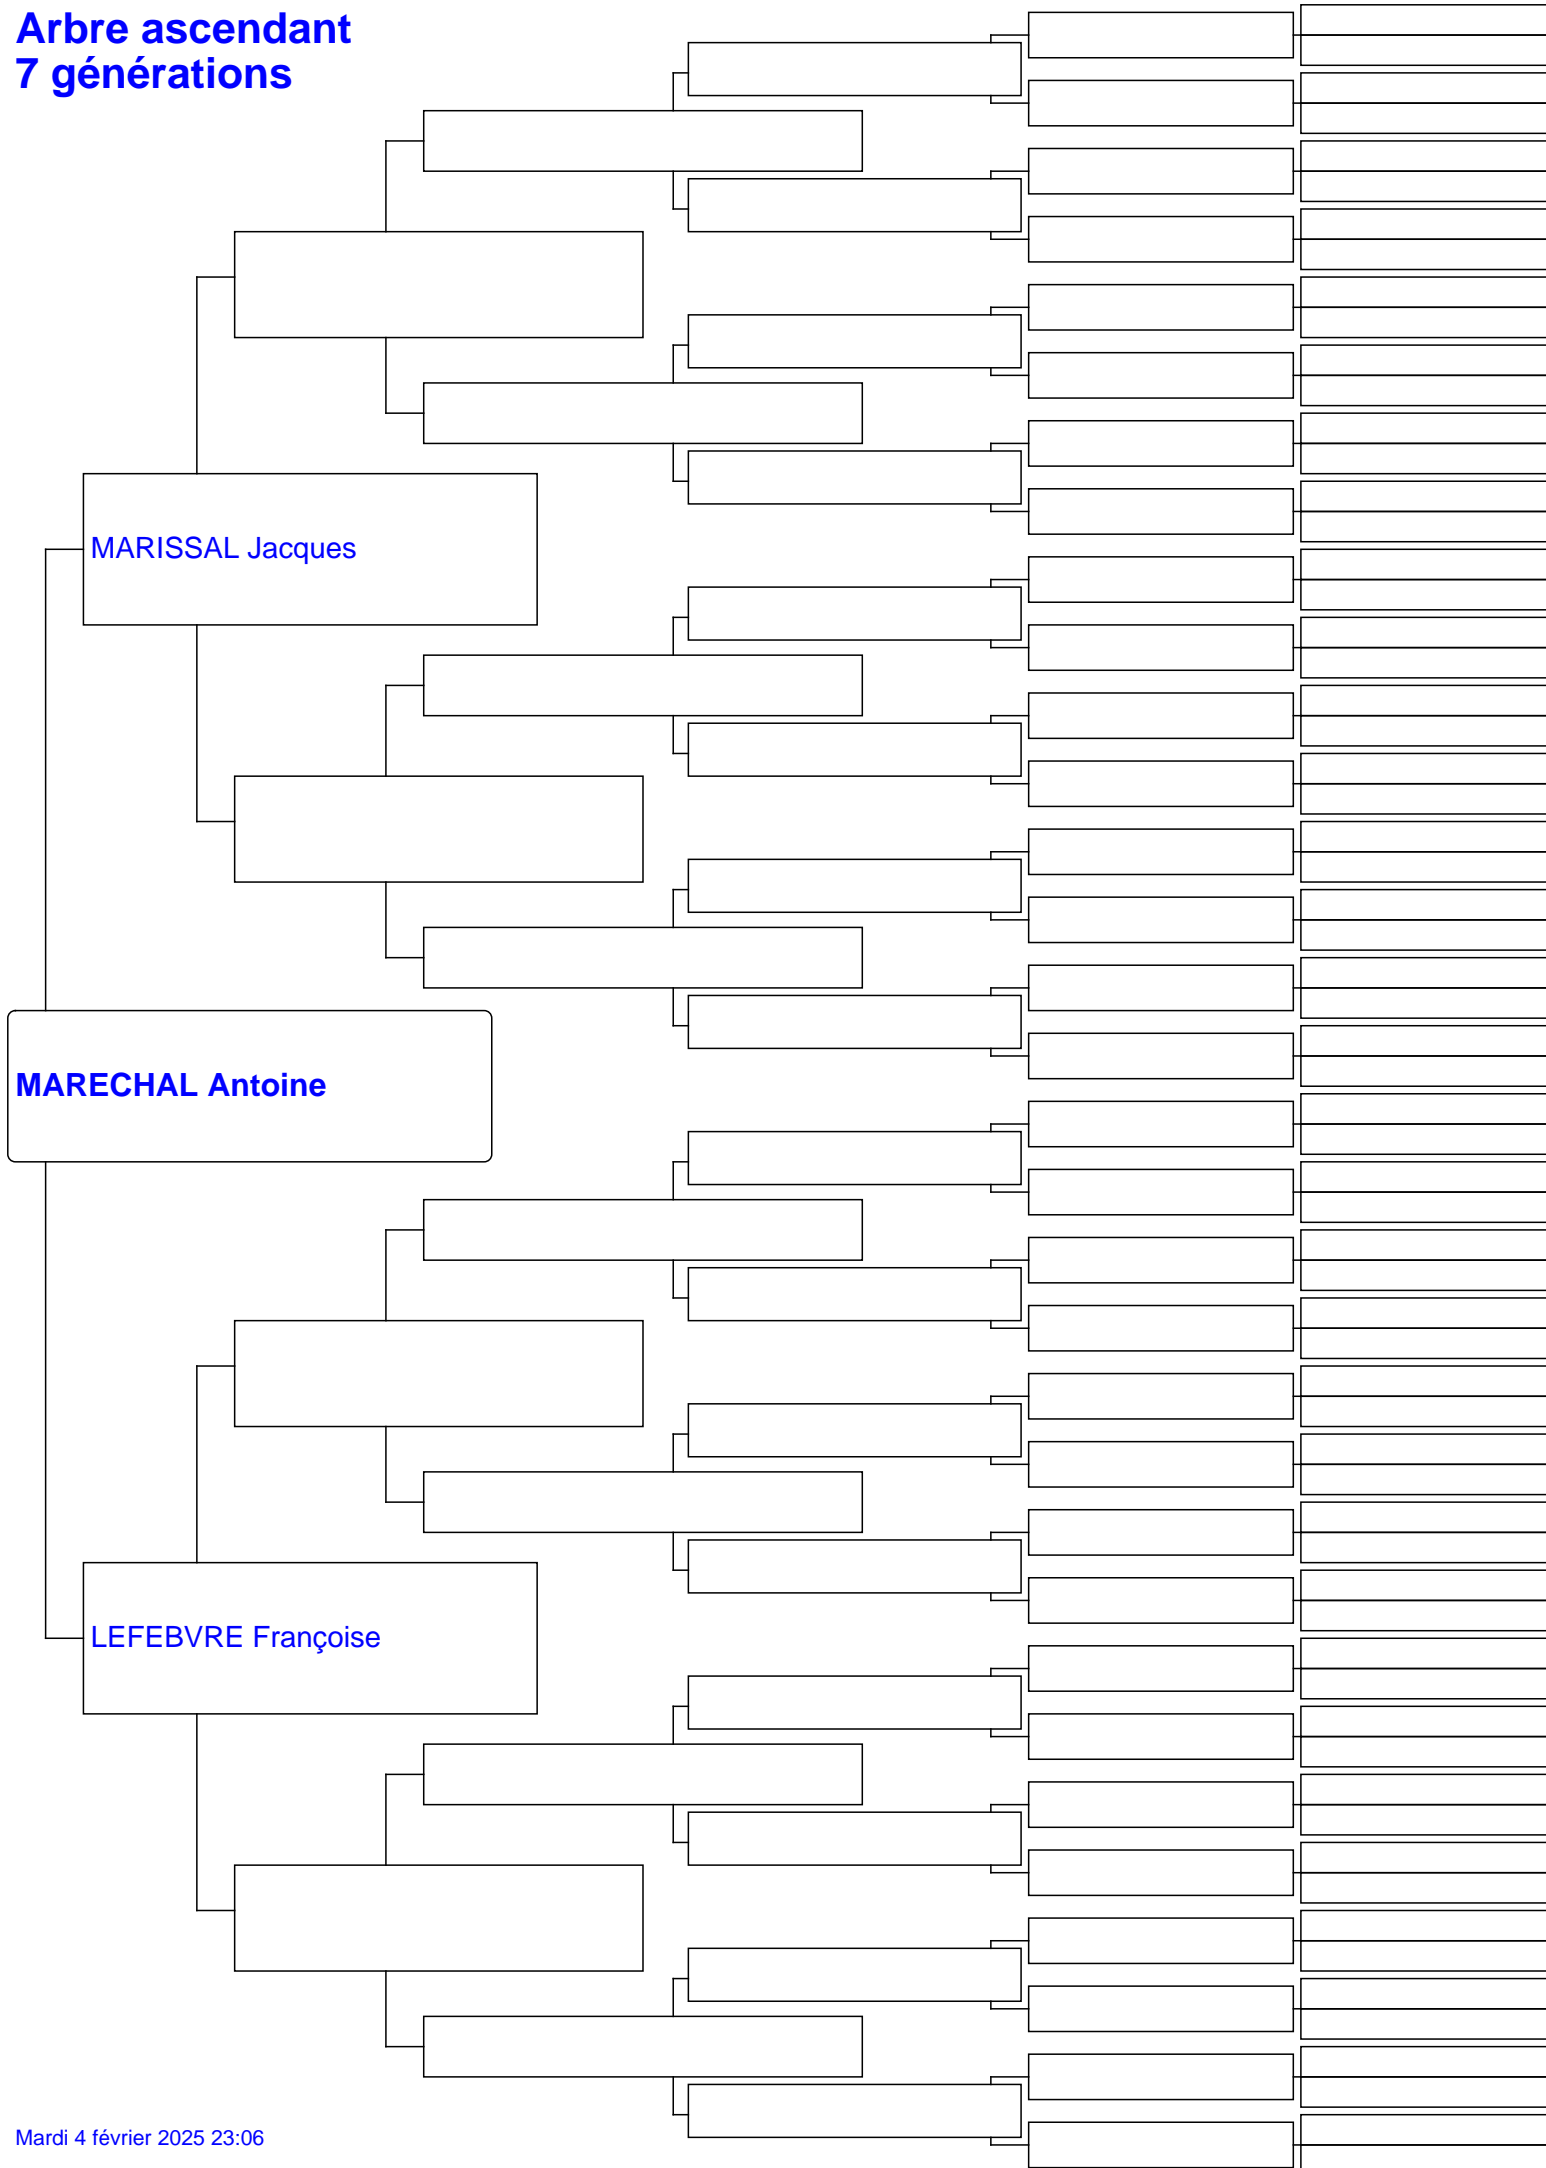 Arbre ascendant
7 générations
MARISSAL Jacques
MARECHAL Antoine
LEFEBVRE Françoise
Mardi 4 février 2025 23:06